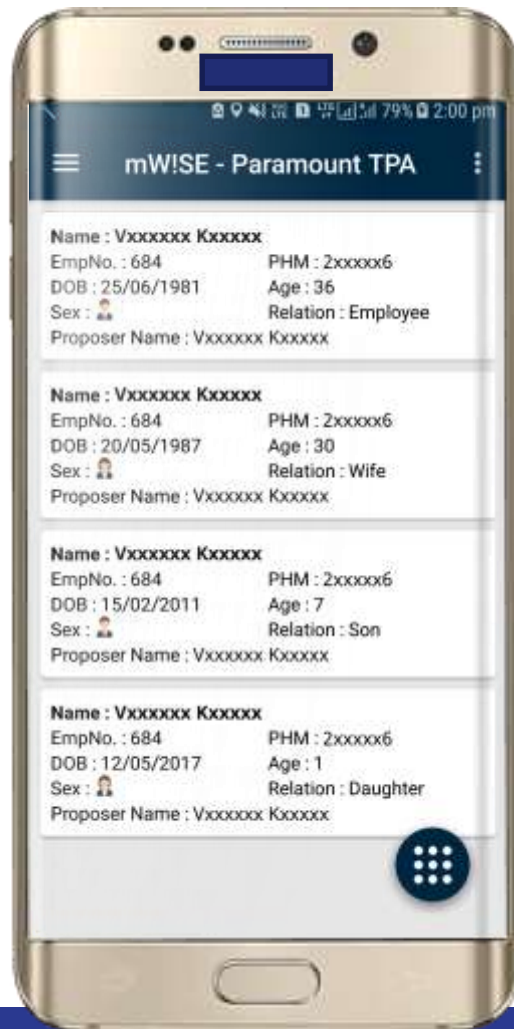 79% 2:00 pm
mW!SE - Paramount TPA
Name : Vxxxxxx Kxxxxx
EmpNo. : 684 PHM : 2xxxxx6
DOB : 25/06/1981 Age : 36
Sex : Relation : Employee
Proposer Name : Vxxxxxx Kxxxxx
Name : Vxxxxxx Kxxxxx
EmpNo. : 684 PHM : 2xxxxx6
DOB : 20/05/1987 Age : 30
Sex : Relation : Wife
Proposer Name : Vxxxxxx Kxxxxx
Name : Vxxxxxx Kxxxxx
EmpNo. : 684 PHM : 2xxxxx6
DOB : 15/02/2011 Age : 7
Sex : Relation : Son
Proposer Name : Vxxxxxx Kxxxxx
Name : Vxxxxxx Kxxxxx
EmpNo. : 684 PHM : 2xxxxx6
DOB : 12/05/2017 Age : 1
Sex : Relation : Daughter
Proposer Name : Vxxxxxx Kxxxxx